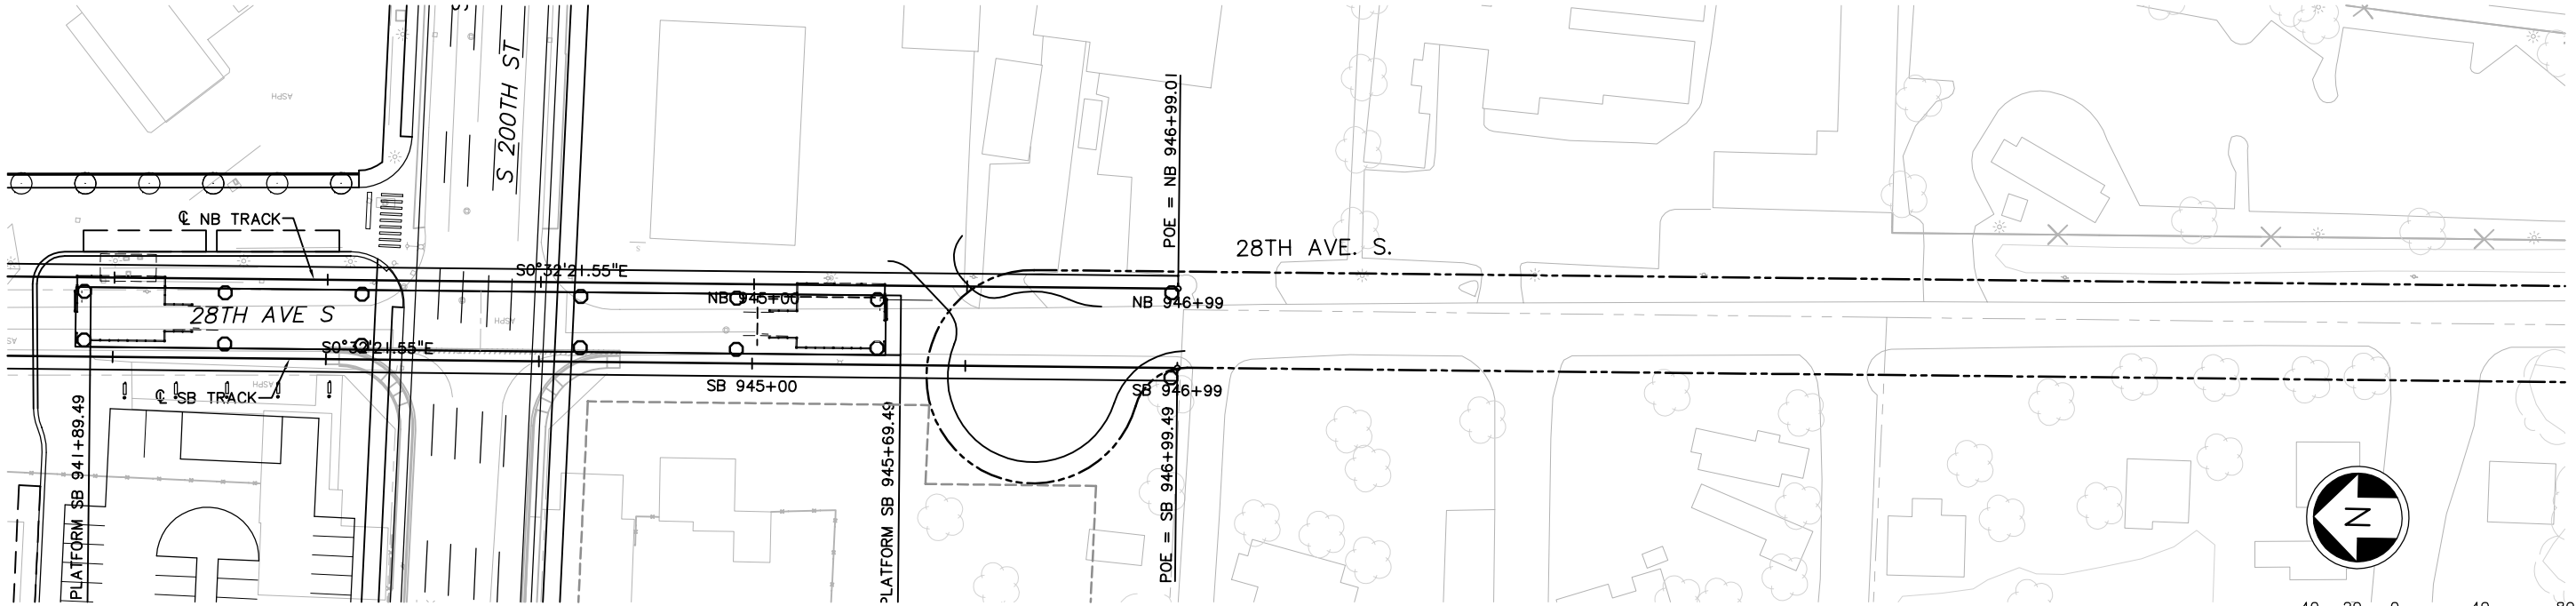 ASPH
S 200TH ST
POE = NB 946+99.01
℄ NB TRACK
28TH AVE. S.
S0°32'21.55"E
NB 945+00
NB 946+99
28TH AVE S
ASPH
S0°32'21.55"E
ASPH
℄ SB TRACK
SB 945+00
SB 946+99
PLATFORM SB 941+89.49
PLATFORM SB 945+69.49
POE = SB 946+99.49
N